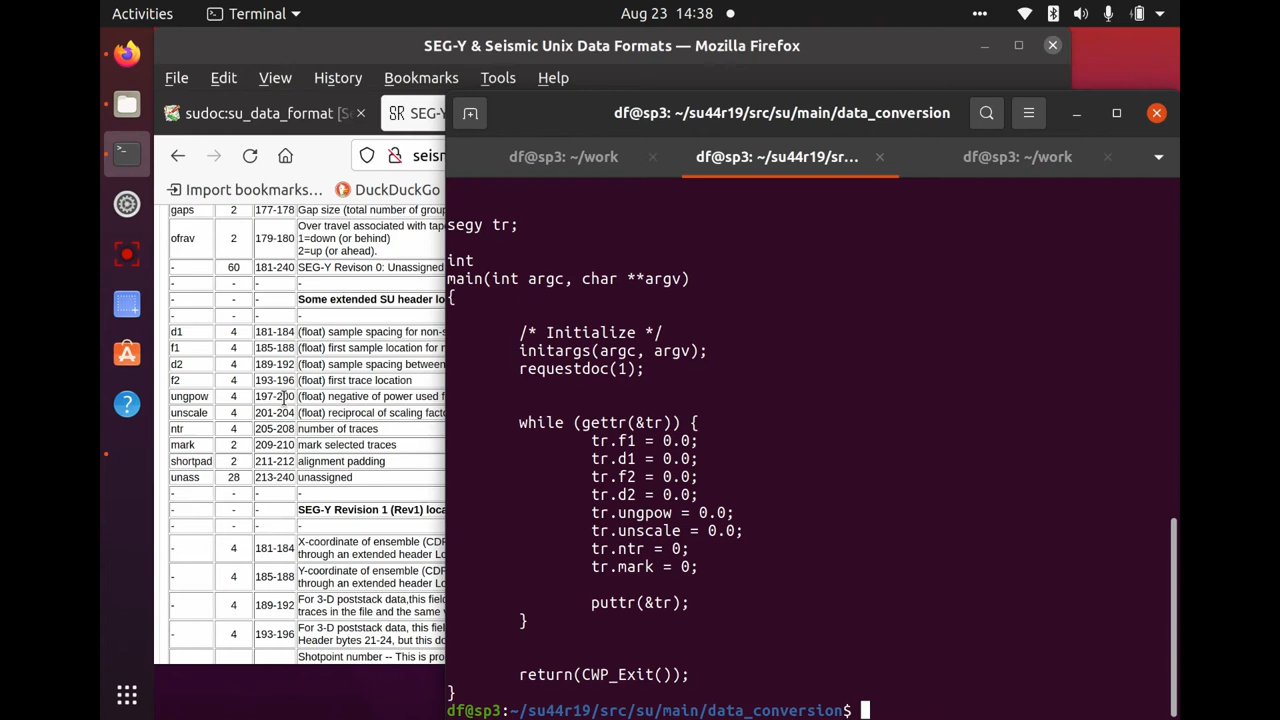 Activities
Terminal
Aug 23 14:38
SEG-Y & Seismic Unix Data Formats — Mozilla Firefox
File Edit View History Bookmarks Tools Help
sudoc:su_data_format [Se
SR SEG-Y
seism
Import bookmarks...
DuckDuckGo
gaps 2 177-178 Gap size (total number of group
ofrav 2 179-180 Over travel associated with tape
1=down (or behind)
2=up (or ahead).
- 60 181-240 SEG-Y Revison 0: Unassigned
- - -
- - - Some extended SU header lo
- - -
d1 4 181-184 (float) sample spacing for non-s
f1 4 185-188 (float) first sample location for n
d2 4 189-192 (float) sample spacing between
f2 4 193-196 (float) first trace location
ungpow 4 197-200 (float) negative of power used f
unscale 4 201-204 (float) reciprocal of scaling facto
ntr 4 205-208 number of traces
mark 2 209-210 mark selected traces
shortpad 2 211-212 alignment padding
unass 28 213-240 unassigned
- - - -
- - - SEG-Y Revision 1 (Rev1) loca
- - - -
- 4 181-184 X-coordinate of ensemble (CDP
through an extended header Lo
- 4 185-188 Y-coordinate of ensemble (CDP
through an extended header Lo
- 4 189-192 For 3-D poststack data,this field
traces in the file and the same v
- 4 193-196 For 3-D poststack data, this field
Header bytes 21-24, but this do
Shotpoint number -- This is pro
df@sp3: ~/su44r19/src/su/main/data_conversion
df@sp3: ~/work
df@sp3: ~/su44r19/sr...
df@sp3: ~/work
segy tr;
int
main(int argc, char **argv)
{
/* Initialize */
initargs(argc, argv);
requestdoc(1);
while (gettr(&tr)) {
tr.f1 = 0.0;
tr.d1 = 0.0;
tr.f2 = 0.0;
tr.d2 = 0.0;
tr.ungpow = 0.0;
tr.unscale = 0.0;
tr.ntr = 0;
tr.mark = 0;
puttr(&tr);
}
return(CWP_Exit());
}
df@sp3:~/su44r19/src/su/main/data_conversion$